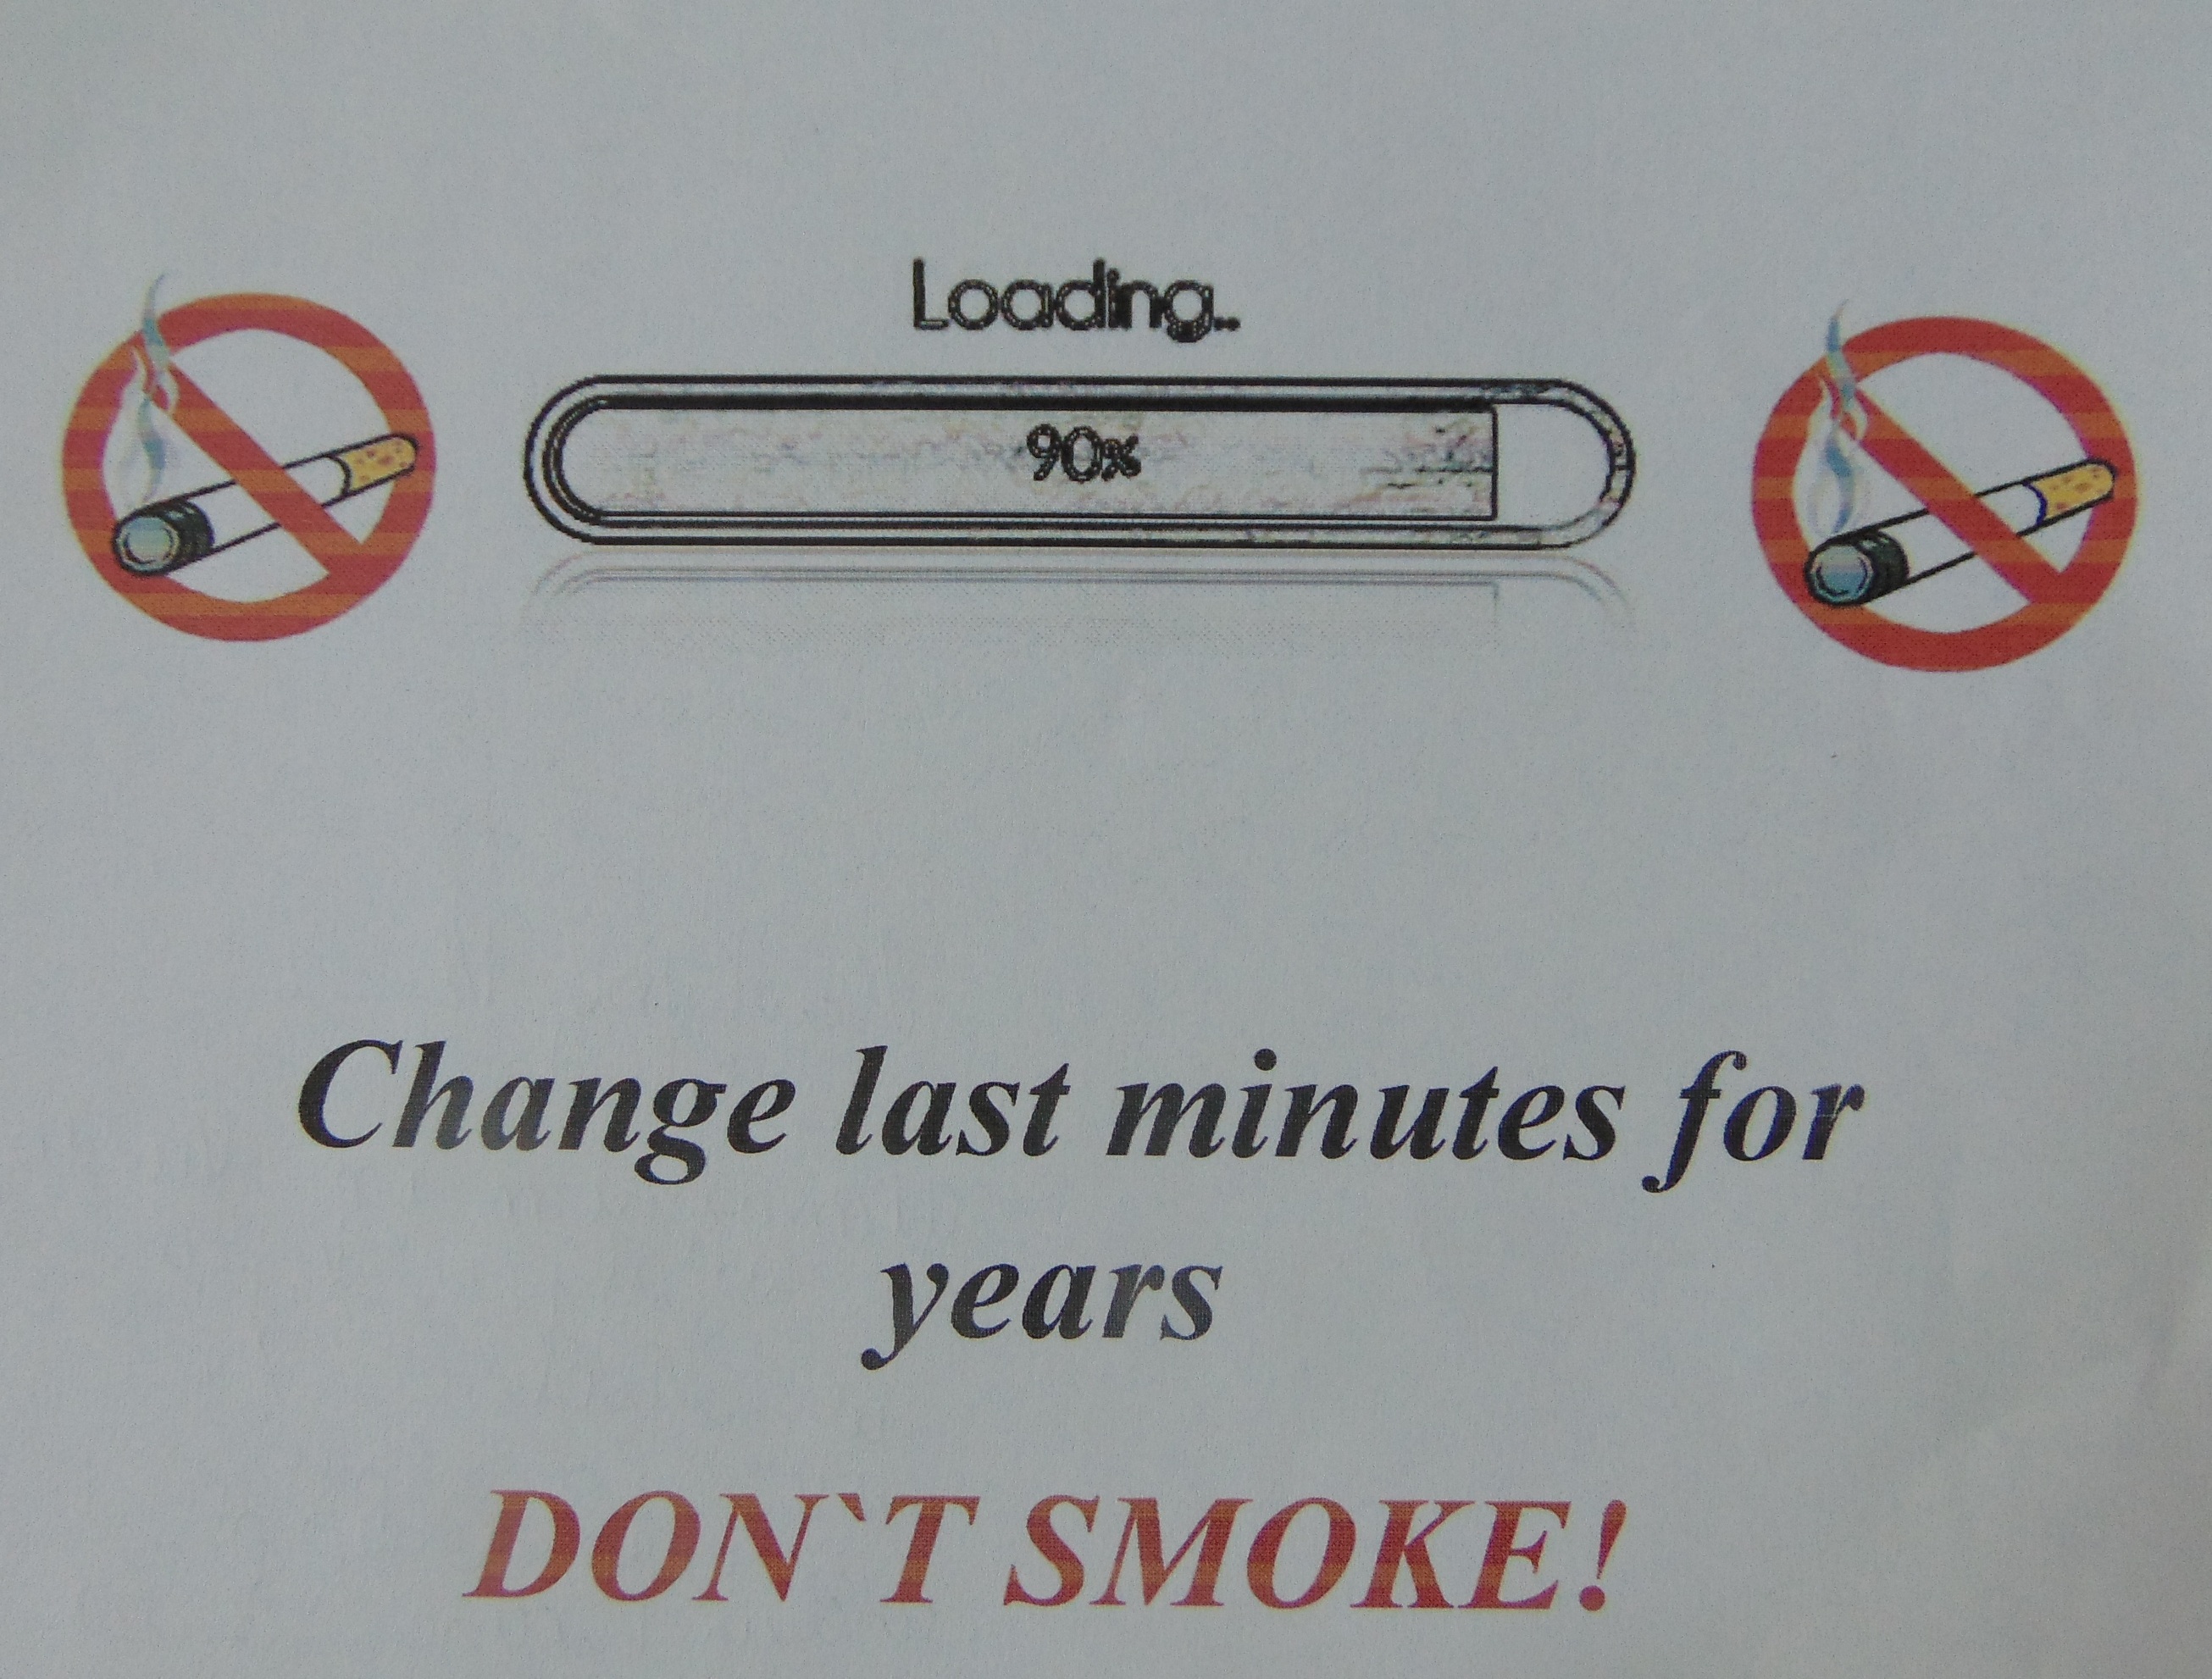 Loading..
90%
Change last minutes for
years
DON`T SMOKE!